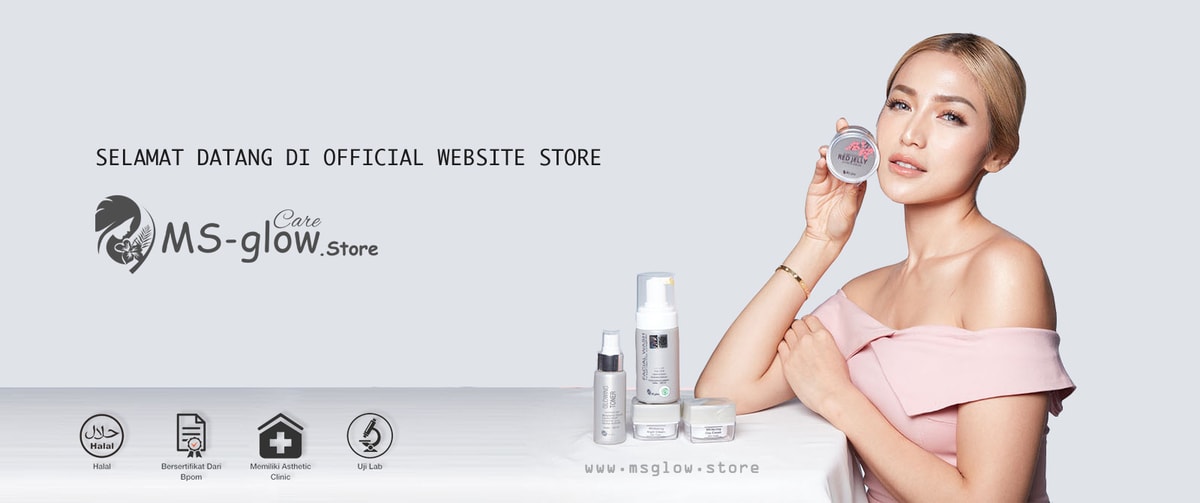 SELAMAT DATANG DI OFFICIAL WEBSITE STORE
Care
MS-glow.Store
RED JELLY
FACIAL WASH
TONER
www.msglow.store
حلال
Halal
Halal
Bersertifikat Dari
Bpom
Memiliki Asthetic
Clinic
Uji Lab